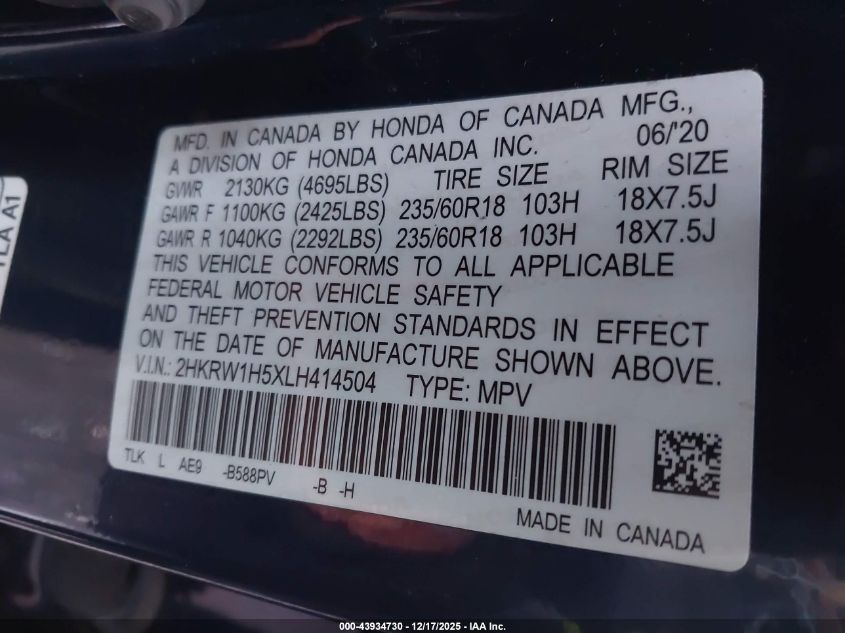 MFD. IN CANADA BY HONDA OF CANADA MFG.,
A DIVISION OF HONDA CANADA INC. 06/'20
GVWR 2130KG (4695LBS) TIRE SIZE RIM SIZE
GAWR F 1100KG (2425LBS) 235/60R18 103H 18X7.5J
GAWR R 1040KG (2292LBS) 235/60R18 103H 18X7.5J
THIS VEHICLE CONFORMS TO ALL APPLICABLE
FEDERAL MOTOR VEHICLE SAFETY
AND THEFT PREVENTION STANDARDS IN EFFECT
ON THE DATE OF MANUFACTURE SHOWN ABOVE.
V.I.N.: 2HKRW1H5XLH414504 TYPE: MPV
TLK L AE9 -B588PV -B -H
MADE IN CANADA
TLA A1
000-43934730 - 12/17/2025 - IAA Inc.